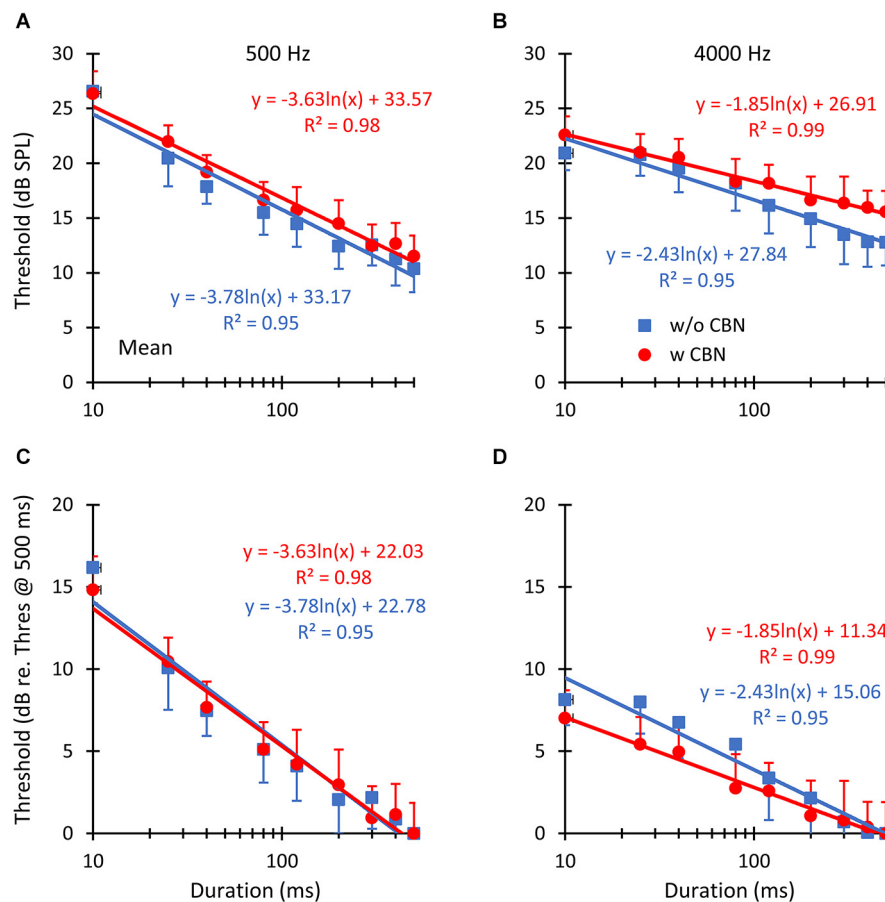 A
B
500 Hz
4000 Hz
Threshold (dB SPL)
30
25
20
15
10
5
0
y = -3.63ln(x) + 33.57
R² = 0.98
y = -3.78ln(x) + 33.17
R² = 0.95
Mean
10
100
30
25
20
15
10
5
0
y = -1.85ln(x) + 26.91
R² = 0.99
y = -2.43ln(x) + 27.84
R² = 0.95
w/o CBN
w CBN
10
100
C
D
Threshold (dB re. Thres @ 500 ms)
20
15
10
5
0
y = -3.63ln(x) + 22.03
R² = 0.98
y = -3.78ln(x) + 22.78
R² = 0.95
10
100
Duration (ms)
20
15
10
5
0
y = -1.85ln(x) + 11.34
R² = 0.99
y = -2.43ln(x) + 15.06
R² = 0.95
10
100
Duration (ms)